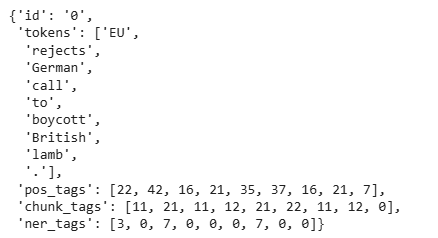 {'id': '0',
'tokens': ['EU',
'rejects',
'German',
'call',
'to',
'boycott',
'British',
'lamb',
'.'],
'pos_tags': [22, 42, 16, 21, 35, 37, 16, 21, 7],
'chunk_tags': [11, 21, 11, 12, 21, 22, 11, 12, 0],
'ner_tags': [3, 0, 7, 0, 0, 0, 7, 0, 0]}